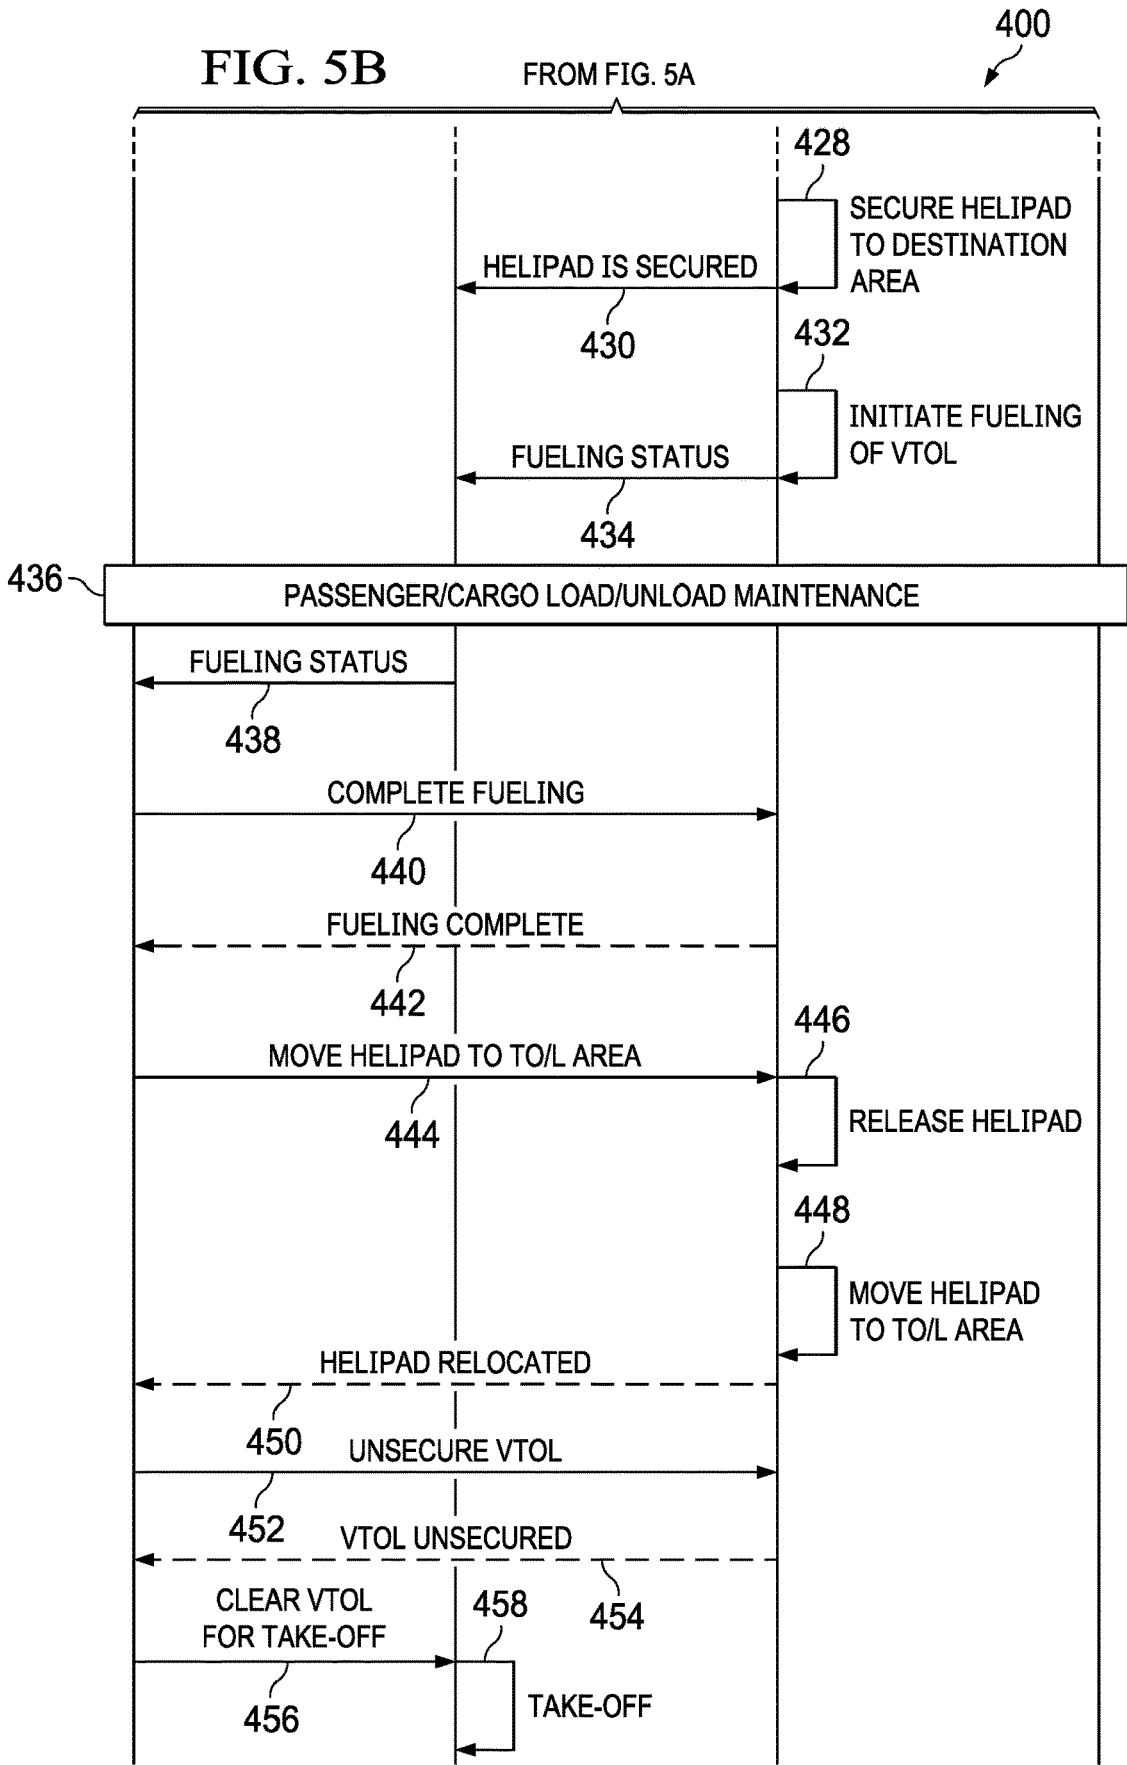 400
FIG. 5B
FROM FIG. 5A
428
SECURE HELIPAD
TO DESTINATION
AREA
HELIPAD IS SECURED
430
432
INITIATE FUELING
OF VTOL
FUELING STATUS
434
436
PASSENGER/CARGO LOAD/UNLOAD MAINTENANCE
FUELING STATUS
438
COMPLETE FUELING
440
FUELING COMPLETE
442
446
MOVE HELIPAD TO TO/L AREA
444
RELEASE HELIPAD
448
MOVE HELIPAD
TO TO/L AREA
HELIPAD RELOCATED
450
UNSECURE VTOL
452
VTOL UNSECURED
454
CLEAR VTOL
FOR TAKE-OFF
458
456
TAKE-OFF